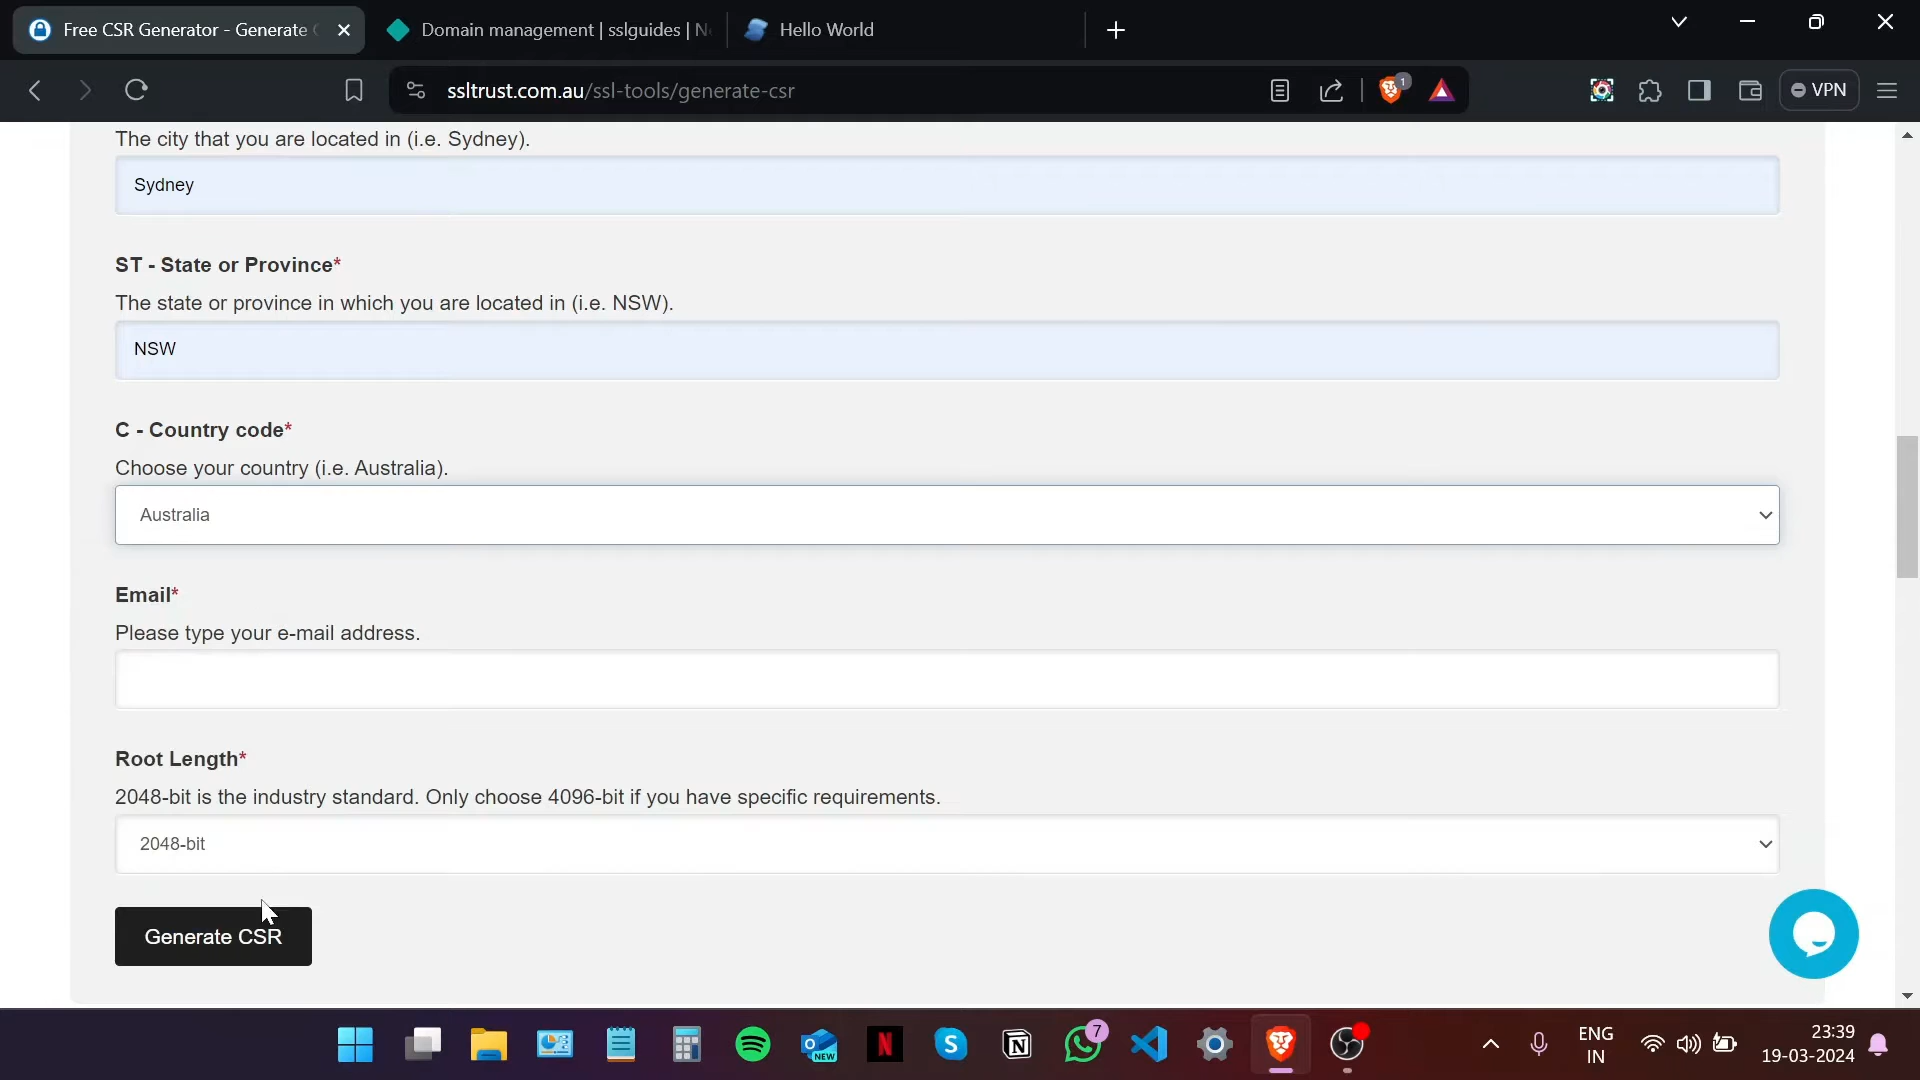 Free CSR Generator - Generate
Domain management | sslguides | N
Hello World
ssltrust.com.au/ssl-tools/generate-csr
1
VPN
The city that you are located in (i.e. Sydney).
Sydney
ST - State or Province*
The state or province in which you are located in (i.e. NSW).
NSW
C - Country code*
Choose your country (i.e. Australia).
Australia
Email*
Please type your e-mail address.
Root Length*
2048-bit is the industry standard. Only choose 4096-bit if you have specific requirements.
2048-bit
Generate CSR
NEW
7
ENG
IN
23:39
19-03-2024